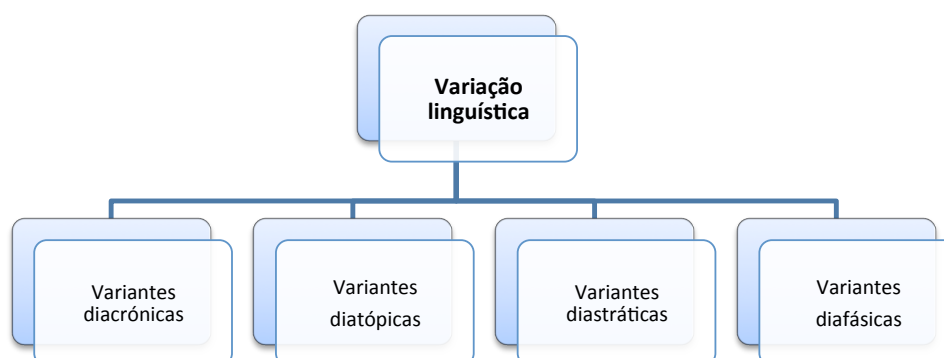 Variação
linguística
Variantes
diacrónicas
Variantes
diatópicas
Variantes
diastráticas
Variantes
diafásicas